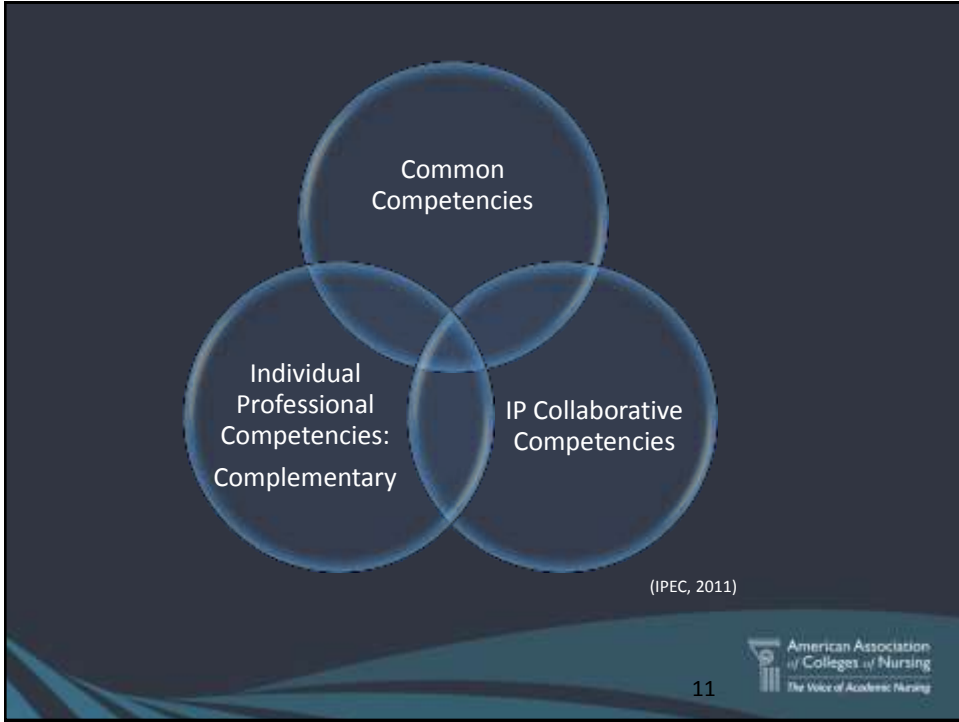 Common
Competencies
Individual
Professional
Competencies:
Complementary
IP Collaborative
Competencies
(IPEC, 2011)
American Association
of Colleges of Nursing
The Voice of Academic Nursing
11